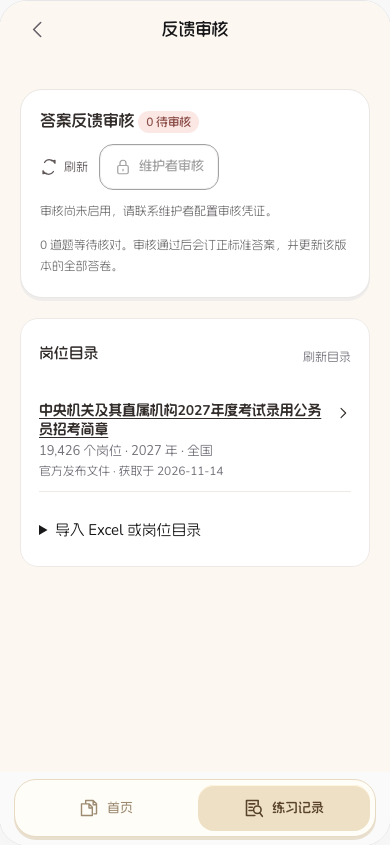 反馈审核
答案反馈审核 0 待审核
刷新 维护者审核
审核尚未启用，请联系维护者配置审核凭证。
0 道题等待核对。审核通过后会订正标准答案，并更新该版
本的全部答卷。
岗位目录 刷新目录
中央机关及其直属机构2027年度考试录用公务
员招考简章
19,426 个岗位 · 2027 年 · 全国
官方发布文件 · 获取于 2026-11-14
导入 Excel 或岗位目录
首页 练习记录